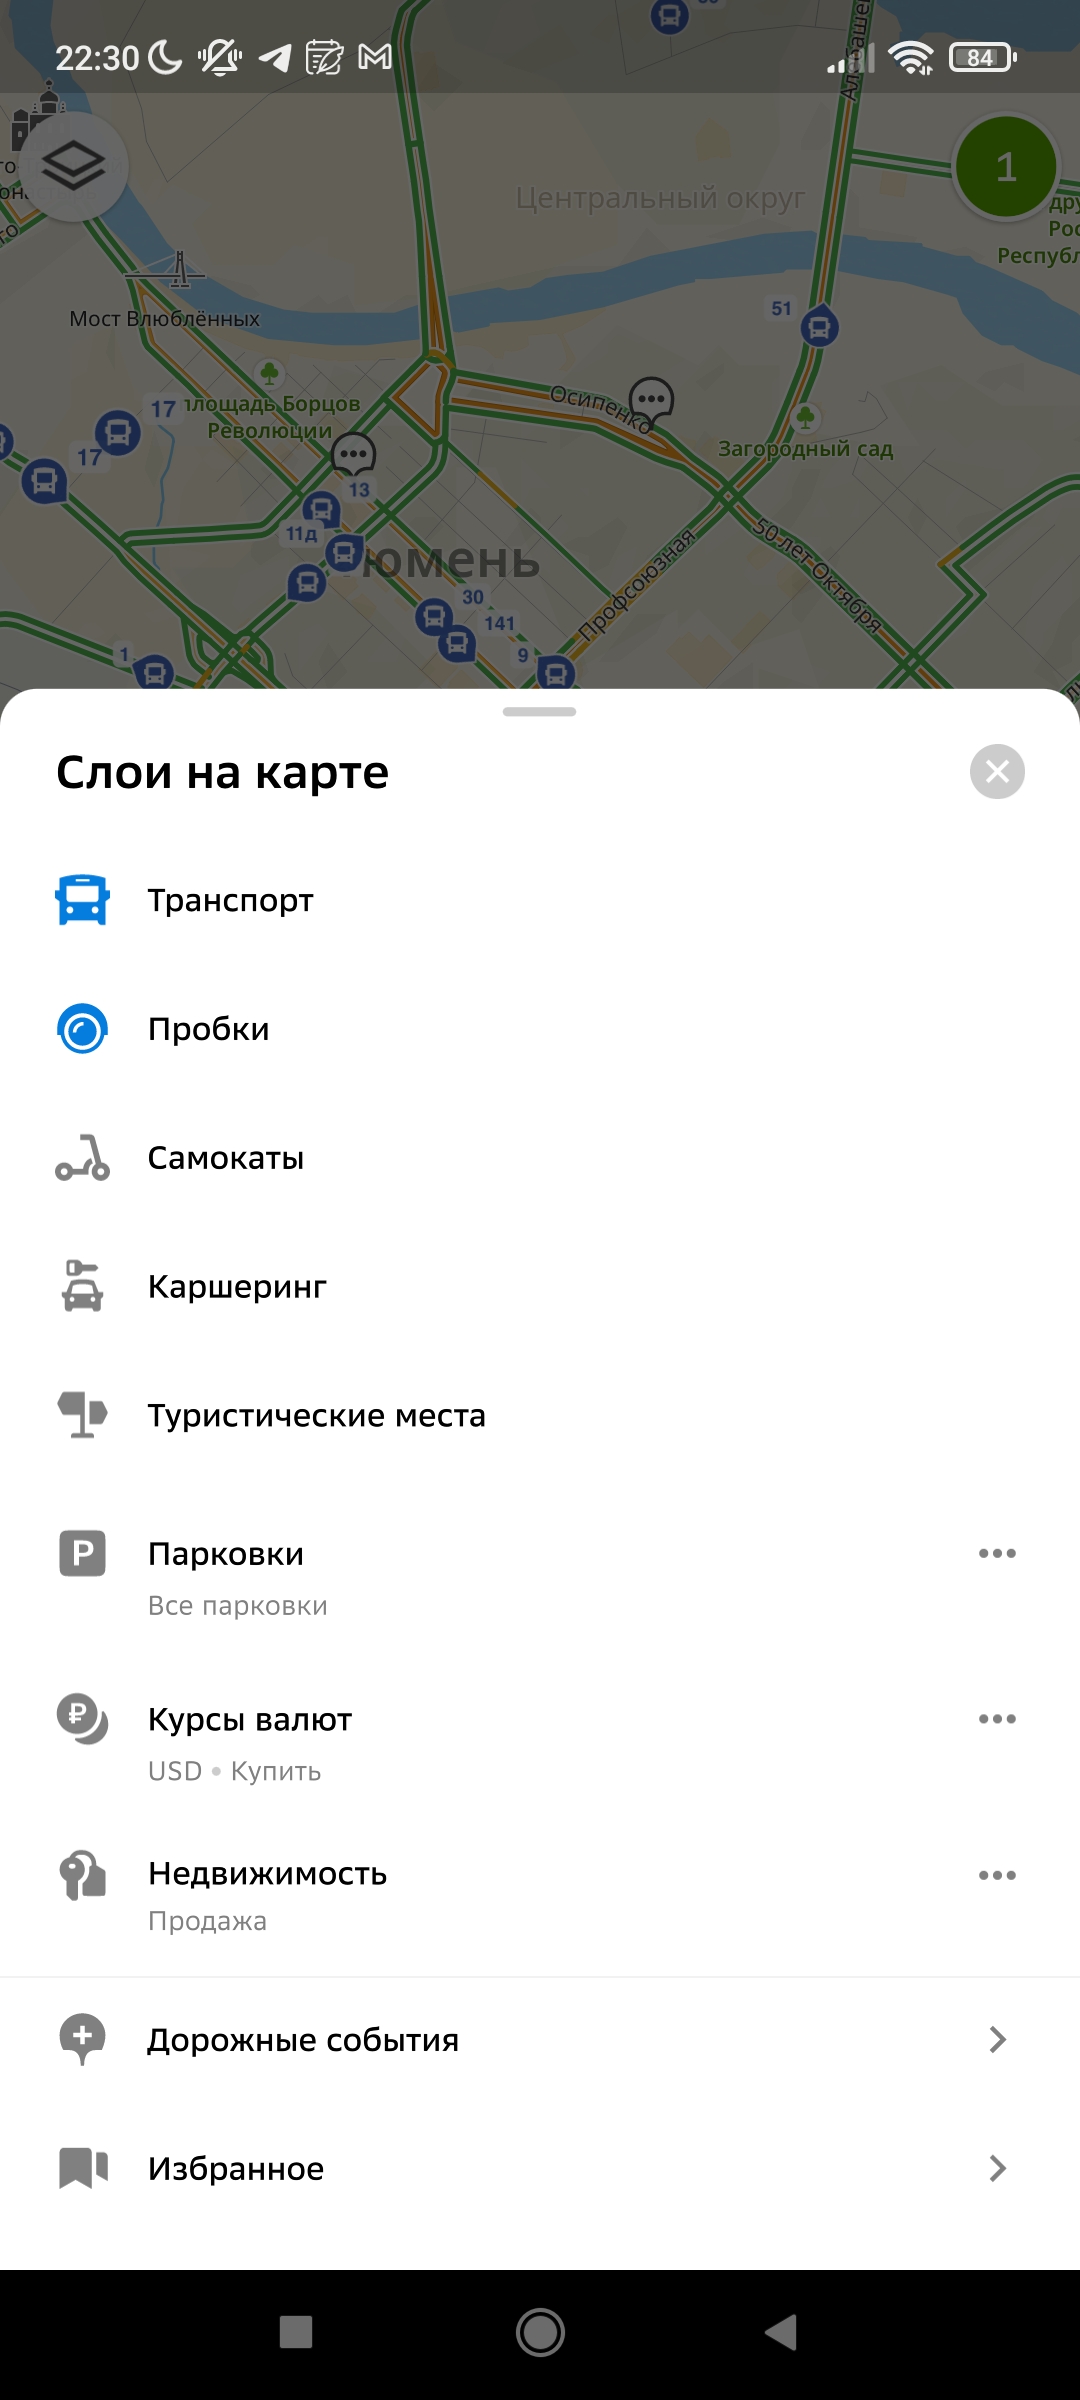 22:30
84
1
Центральный округ
Мост Влюблённых
51
17
площадь Борцов
Революции
17
Осипенко
Загородный сад
13
11д
Тюмень
30
141
9
1
Профсоюзная
50 лет Октября
Республ
Слои на карте
Транспорт
Пробки
Самокаты
Каршеринг
Туристические места
P Парковки
Все парковки
₽ Курсы валют
USD • Купить
Недвижимость
Продажа
Дорожные события
Избранное